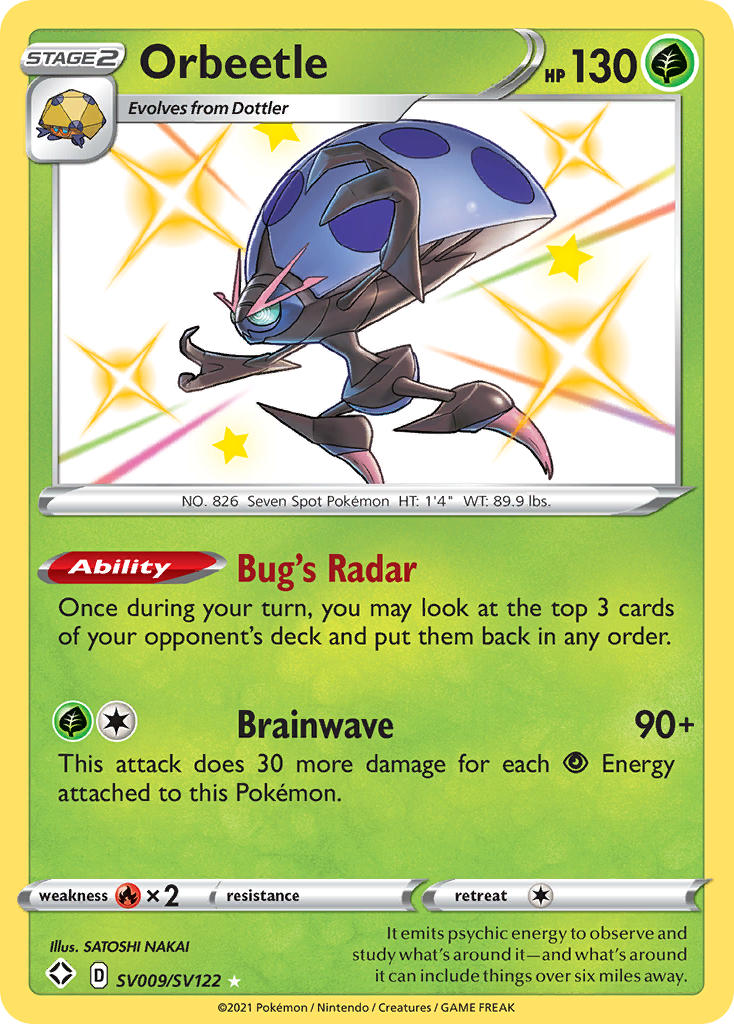 STAGE2
Orbeetle
HP 130
Evolves from Dottler
NO. 826 Seven Spot Pokémon HT: 1'4" WT: 89.9 lbs.
Ability
Bug's Radar
Once during your turn, you may look at the top 3 cards
of your opponent's deck and put them back in any order.
Brainwave 90+
This attack does 30 more damage for each Energy
attached to this Pokémon.
weakness ×2 resistance retreat
Illus. SATOSHI NAKAI
It emits psychic energy to observe and
study what's around it—and what's around
it can include things over six miles away.
D SV009/SV122
©2021 Pokémon / Nintendo / Creatures / GAME FREAK